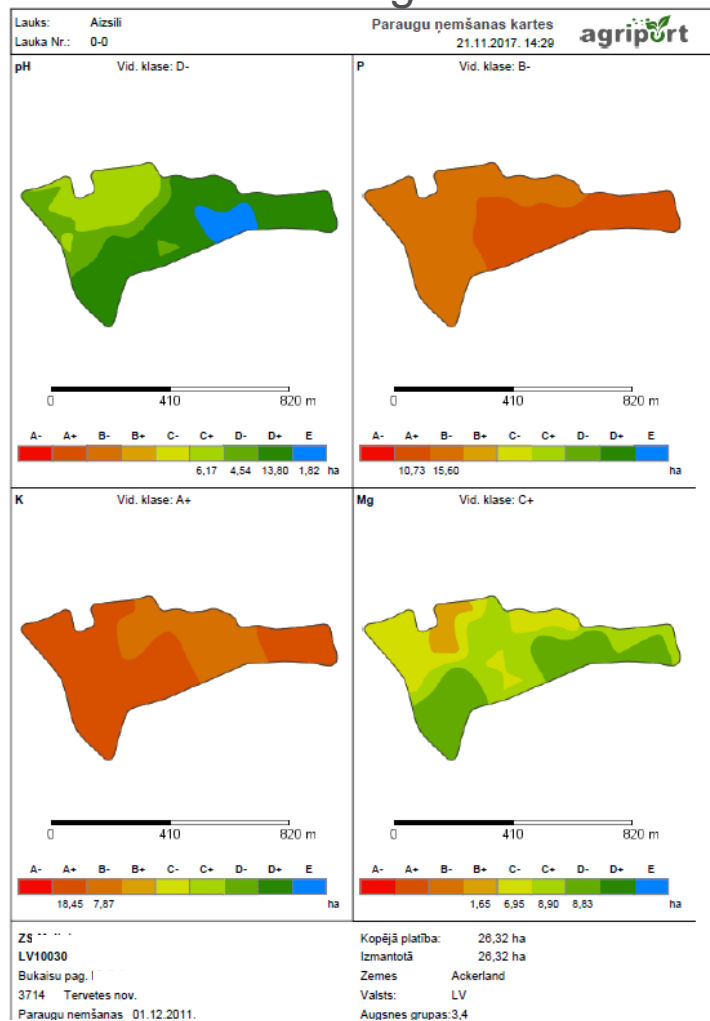 Lauks: Aizsili
Lauka Nr.: 0-0
Paraugu ņemšanas kartes
21.11.2017. 14:29
agriport
pH Vid. klase: D-
0 410 820 m
A- A+ B- B+ C- C+ D- D+ E
6,17 4,54 13,80 1,82 ha
P Vid. klase: B-
0 410 820 m
A- A+ B- B+ C- C+ D- D+ E
10,73 15,60 ha
K Vid. klase: A+
0 410 820 m
A- A+ B- B+ C- C+ D- D+ E
18,45 7,87 ha
Mg Vid. klase: C+
0 410 820 m
A- A+ B- B+ C- C+ D- D+ E
1,65 6,95 8,90 8,83 ha
ZS
LV10030
Bukaisu pag.
3714 Tervetes nov.
Paraugu nemšanas 01.12.2011.
Kopējā platība: 26,32 ha
Izmantotā 26,32 ha
Zemes Ackerland
Valsts: LV
Augsnes grupas:3,4